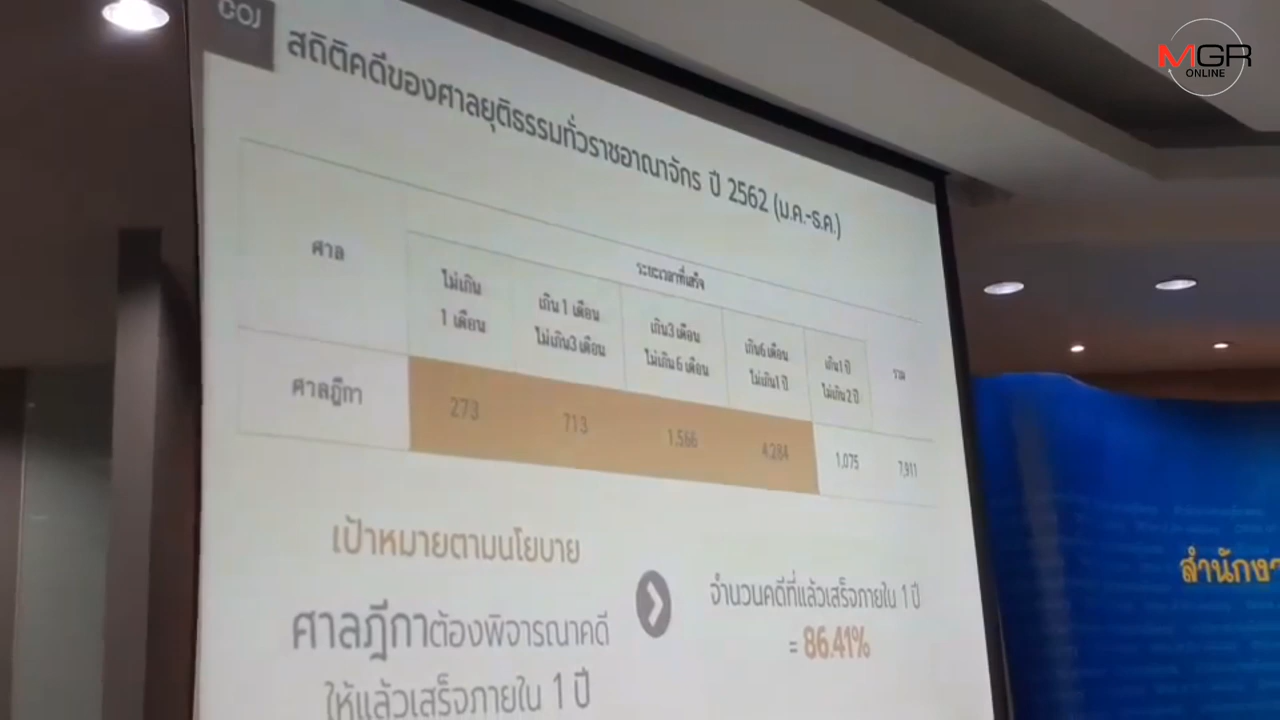 COJ
MGR
ONLINE
สถิติคดีของศาลยุติธรรมทั่วราชอาณาจักร ปี 2562 (ม.ค.-ธ.ค.)
ศาล
ระยะเวลาที่เสร็จ
ไม่เกิน
1 เดือน
เกิน 1 เดือน
ไม่เกิน3 เดือน
เกิน3 เดือน
ไม่เกิน 6 เดือน
เกิน6 เดือน
ไม่เกิน1 ปี
เกิน1 ปี
ไม่เกิน 2 ปี
รวม
ศาลฎีกา
273
713
1,566
4,284
1,075
7,911
เป้าหมายตามนโยบาย
ศาลฎีกาต้องพิจารณาคดี
ให้แล้วเสร็จภายใน 1 ปี
จำนวนคดีที่แล้วเสร็จภายใน 1 ปี
= 86.41%
สำนักงา